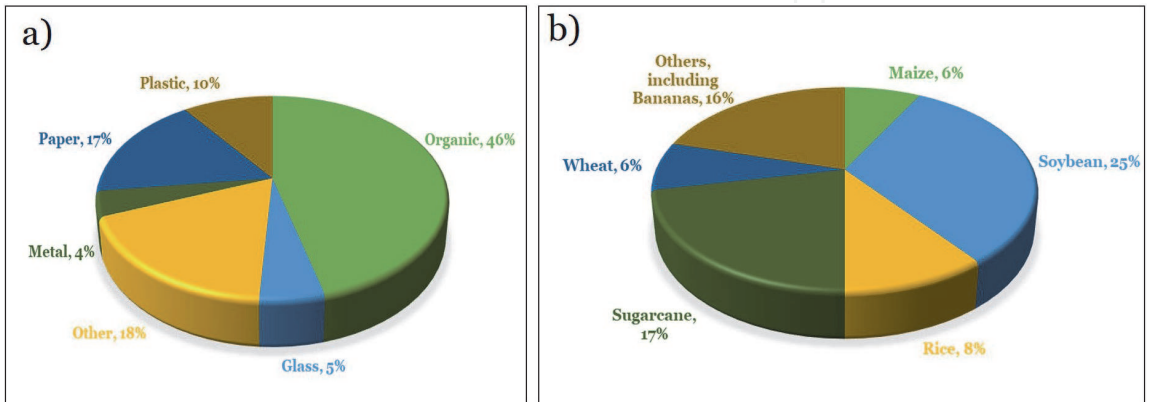 a)
Plastic, 10%
Paper, 17%
Organic, 46%
Metal, 4%
Other, 18%
Glass, 5%
b)
Others,
including
Bananas, 16%
Maize, 6%
Wheat, 6%
Soybean, 25%
Sugarcane,
17%
Rice, 8%